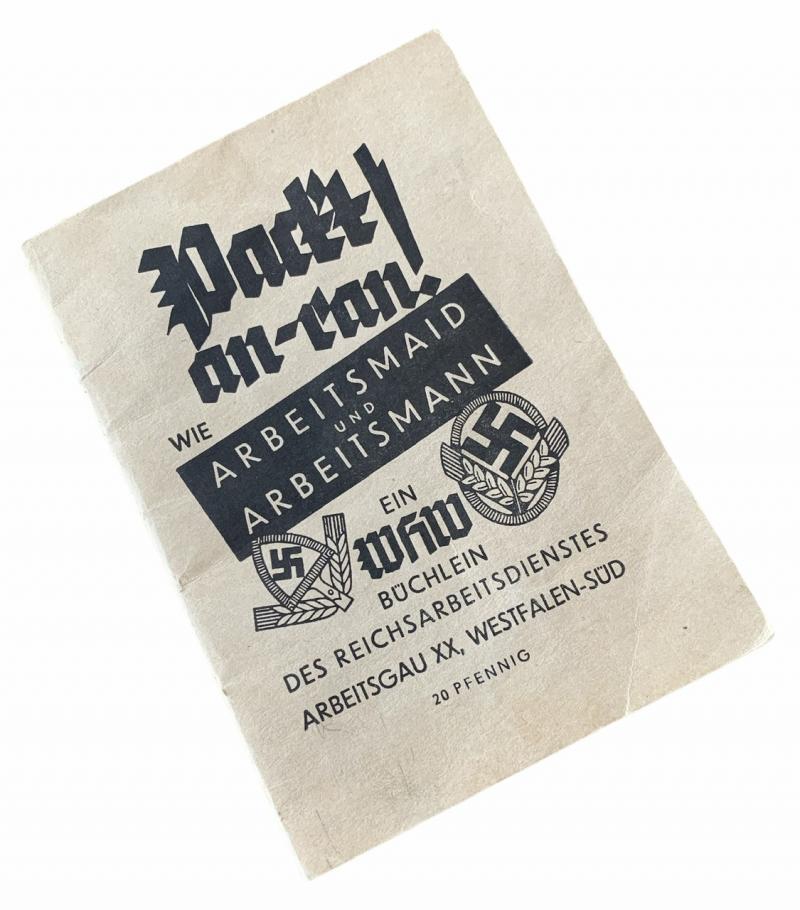 Packt
an-ran!
WIE
ARBEITSMAID
UND
ARBEITSMANN
EIN
WHW
BÜCHLEIN
DES REICHSARBEITSDIENSTES
ARBEITSGAU XX, WESTFALEN-SÜD
20 PFENNIG